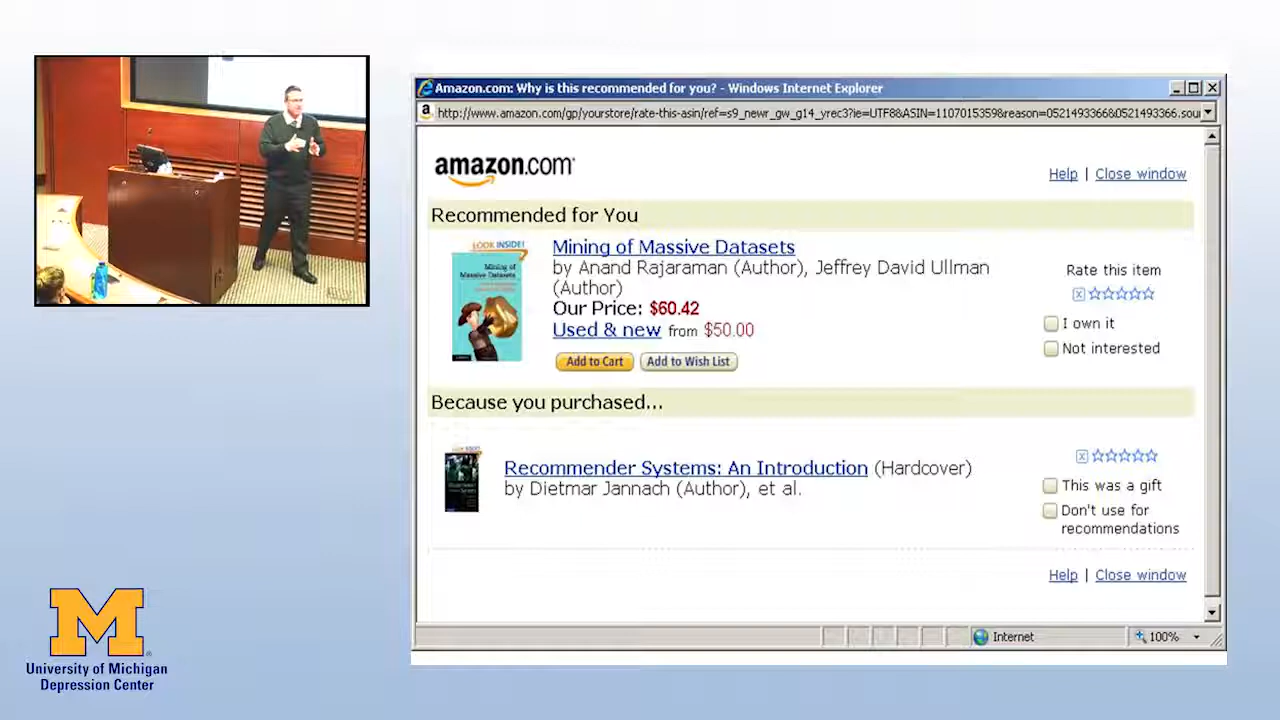 Amazon.com: Why is this recommended for you? - Windows Internet Explorer
http://www.amazon.com/gp/yourstore/rate-this-asin/ref=s9_newr_gw_g14_yrec3?ie=UTF8&ASIN=1107015359&reason=0521493366&0521493366.sour
amazon.com
Help | Close window
Recommended for You
LOOK INSIDE!
Mining of
Massive Datasets
Mining of Massive Datasets
by Anand Rajaraman (Author), Jeffrey David Ullman
(Author)
Our Price: $60.42
Used & new from $50.00
Add to Cart Add to Wish List
Rate this item
I own it
Not interested
Because you purchased...
Recommender Systems: An Introduction (Hardcover)
by Dietmar Jannach (Author), et al.
This was a gift
Don't use for
recommendations
Help | Close window
Internet
100%
M
University of Michigan
Depression Center